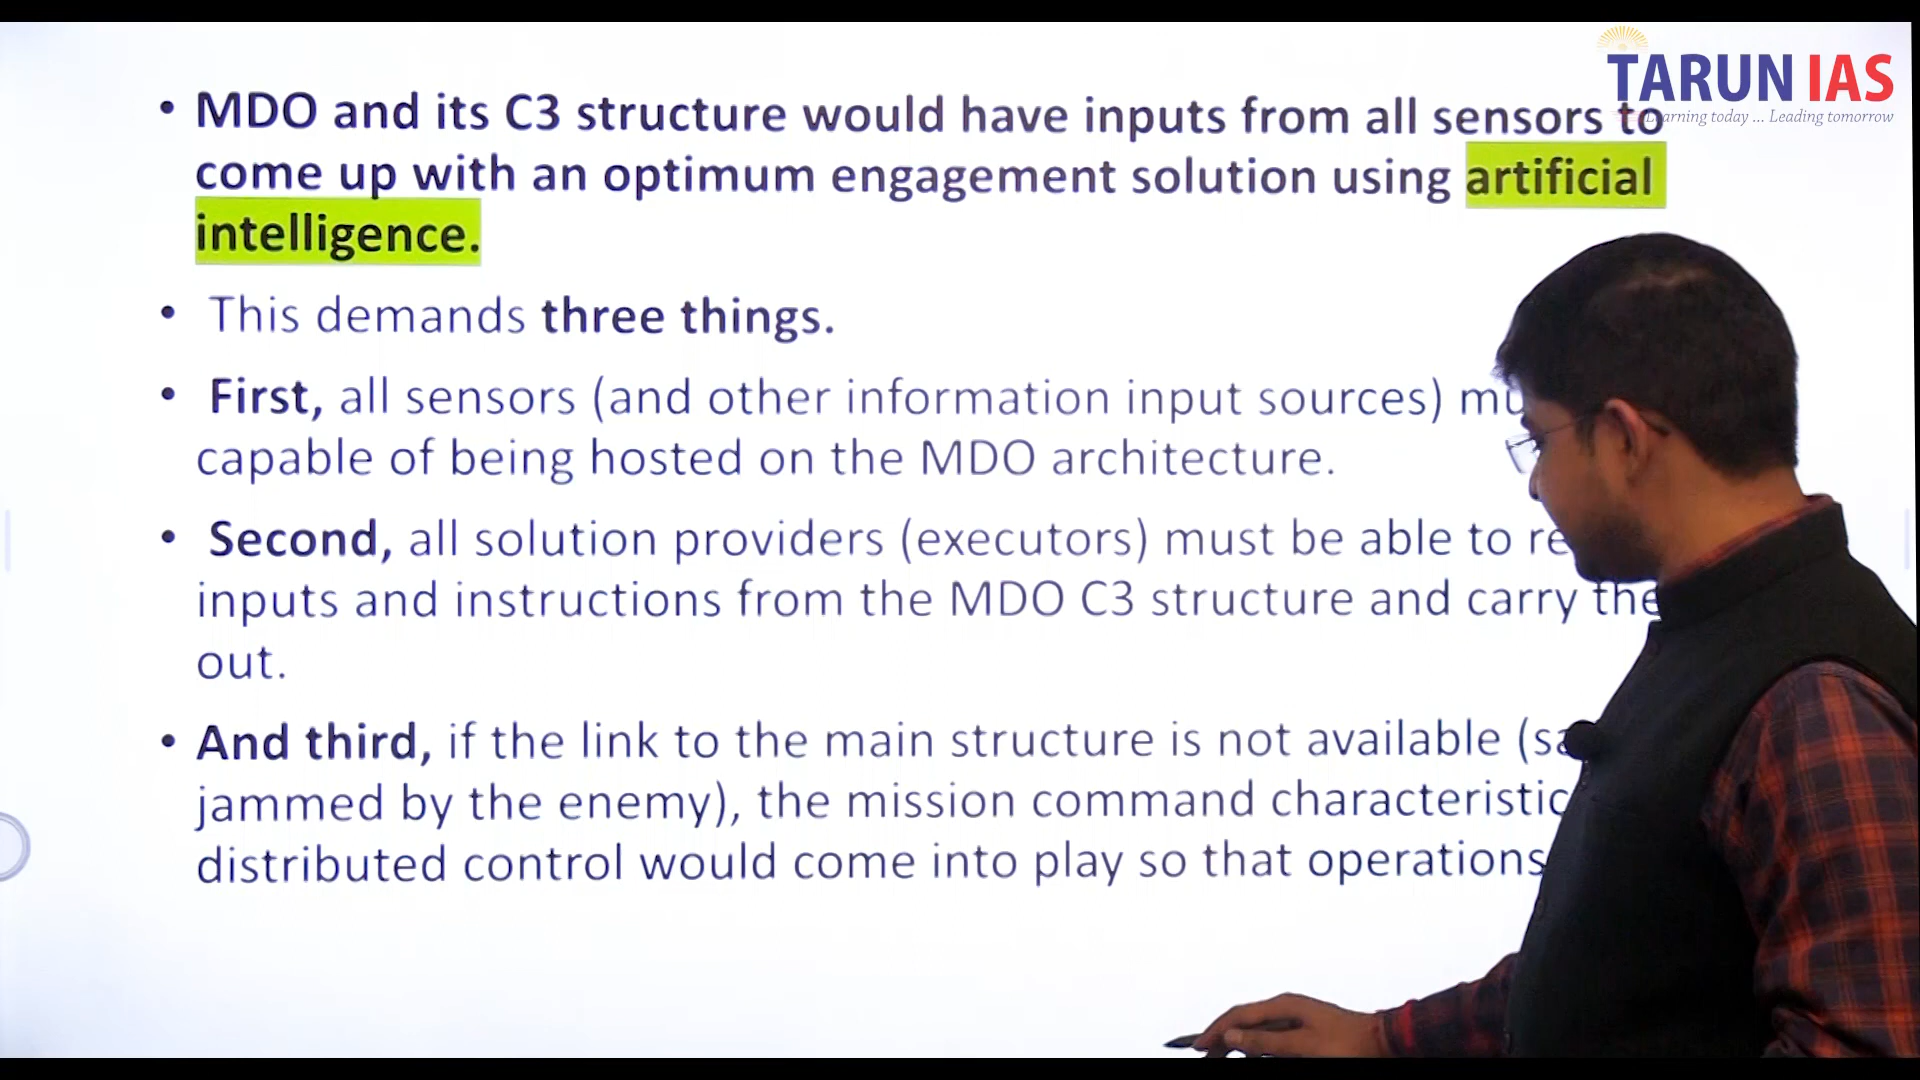 TARUN IAS
Learning today ... Leading tomorrow
• MDO and its C3 structure would have inputs from all sensors to
come up with an optimum engagement solution using artificial
intelligence.
• This demands three things.
• First, all sensors (and other information input sources)
capable of being hosted on the MDO architecture.
• Second, all solution providers (executors) must be able to
inputs and instructions from the MDO C3 structure and carry
out.
• And third, if the link to the main structure is not available
jammed by the enemy), the mission command characteristic
distributed control would come into play so that operations